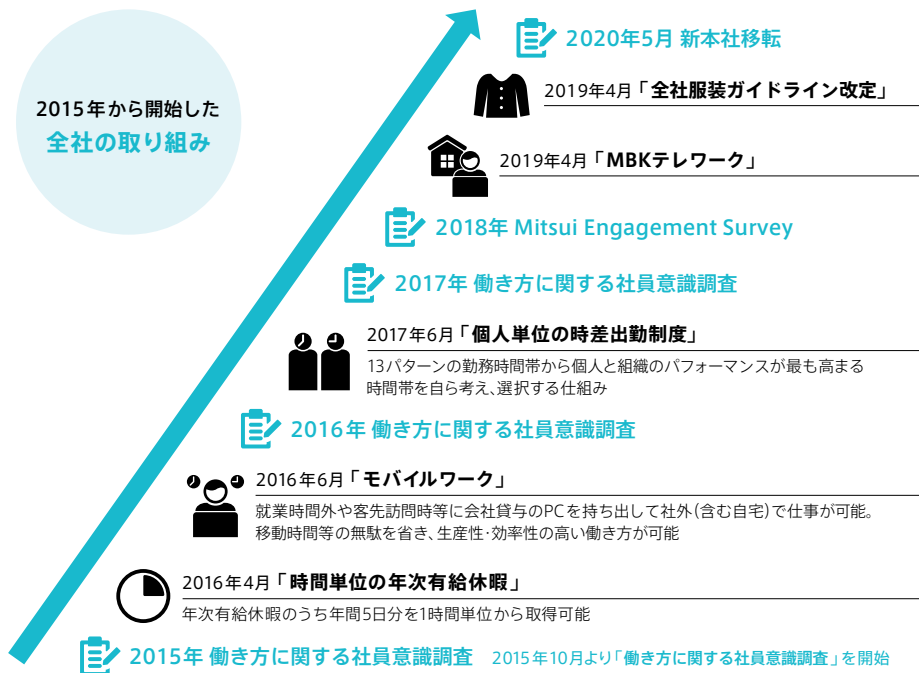 2015年から開始した
全社の取り組み
2020年5月 新本社移転
2019年4月「全社服装ガイドライン改定」
2019年4月「MBKテレワーク」
2018年 Mitsui Engagement Survey
2017年 働き方に関する社員意識調査
2017年6月「個人単位の時差出勤制度」
13パターンの勤務時間帯から個人と組織のパフォーマンスが最も高まる
時間帯を自ら考え、選択する仕組み
2016年 働き方に関する社員意識調査
2016年6月「モバイルワーク」
就業時間外や客先訪問時等に会社貸与のPCを持ち出して社外(含む自宅)で仕事が可能。
移動時間等の無駄を省き、生産性・効率性の高い働き方が可能
2016年4月「時間単位の年次有給休暇」
年次有給休暇のうち年間5日分を1時間単位から取得可能
2015年 働き方に関する社員意識調査 2015年10月より「働き方に関する社員意識調査」を開始